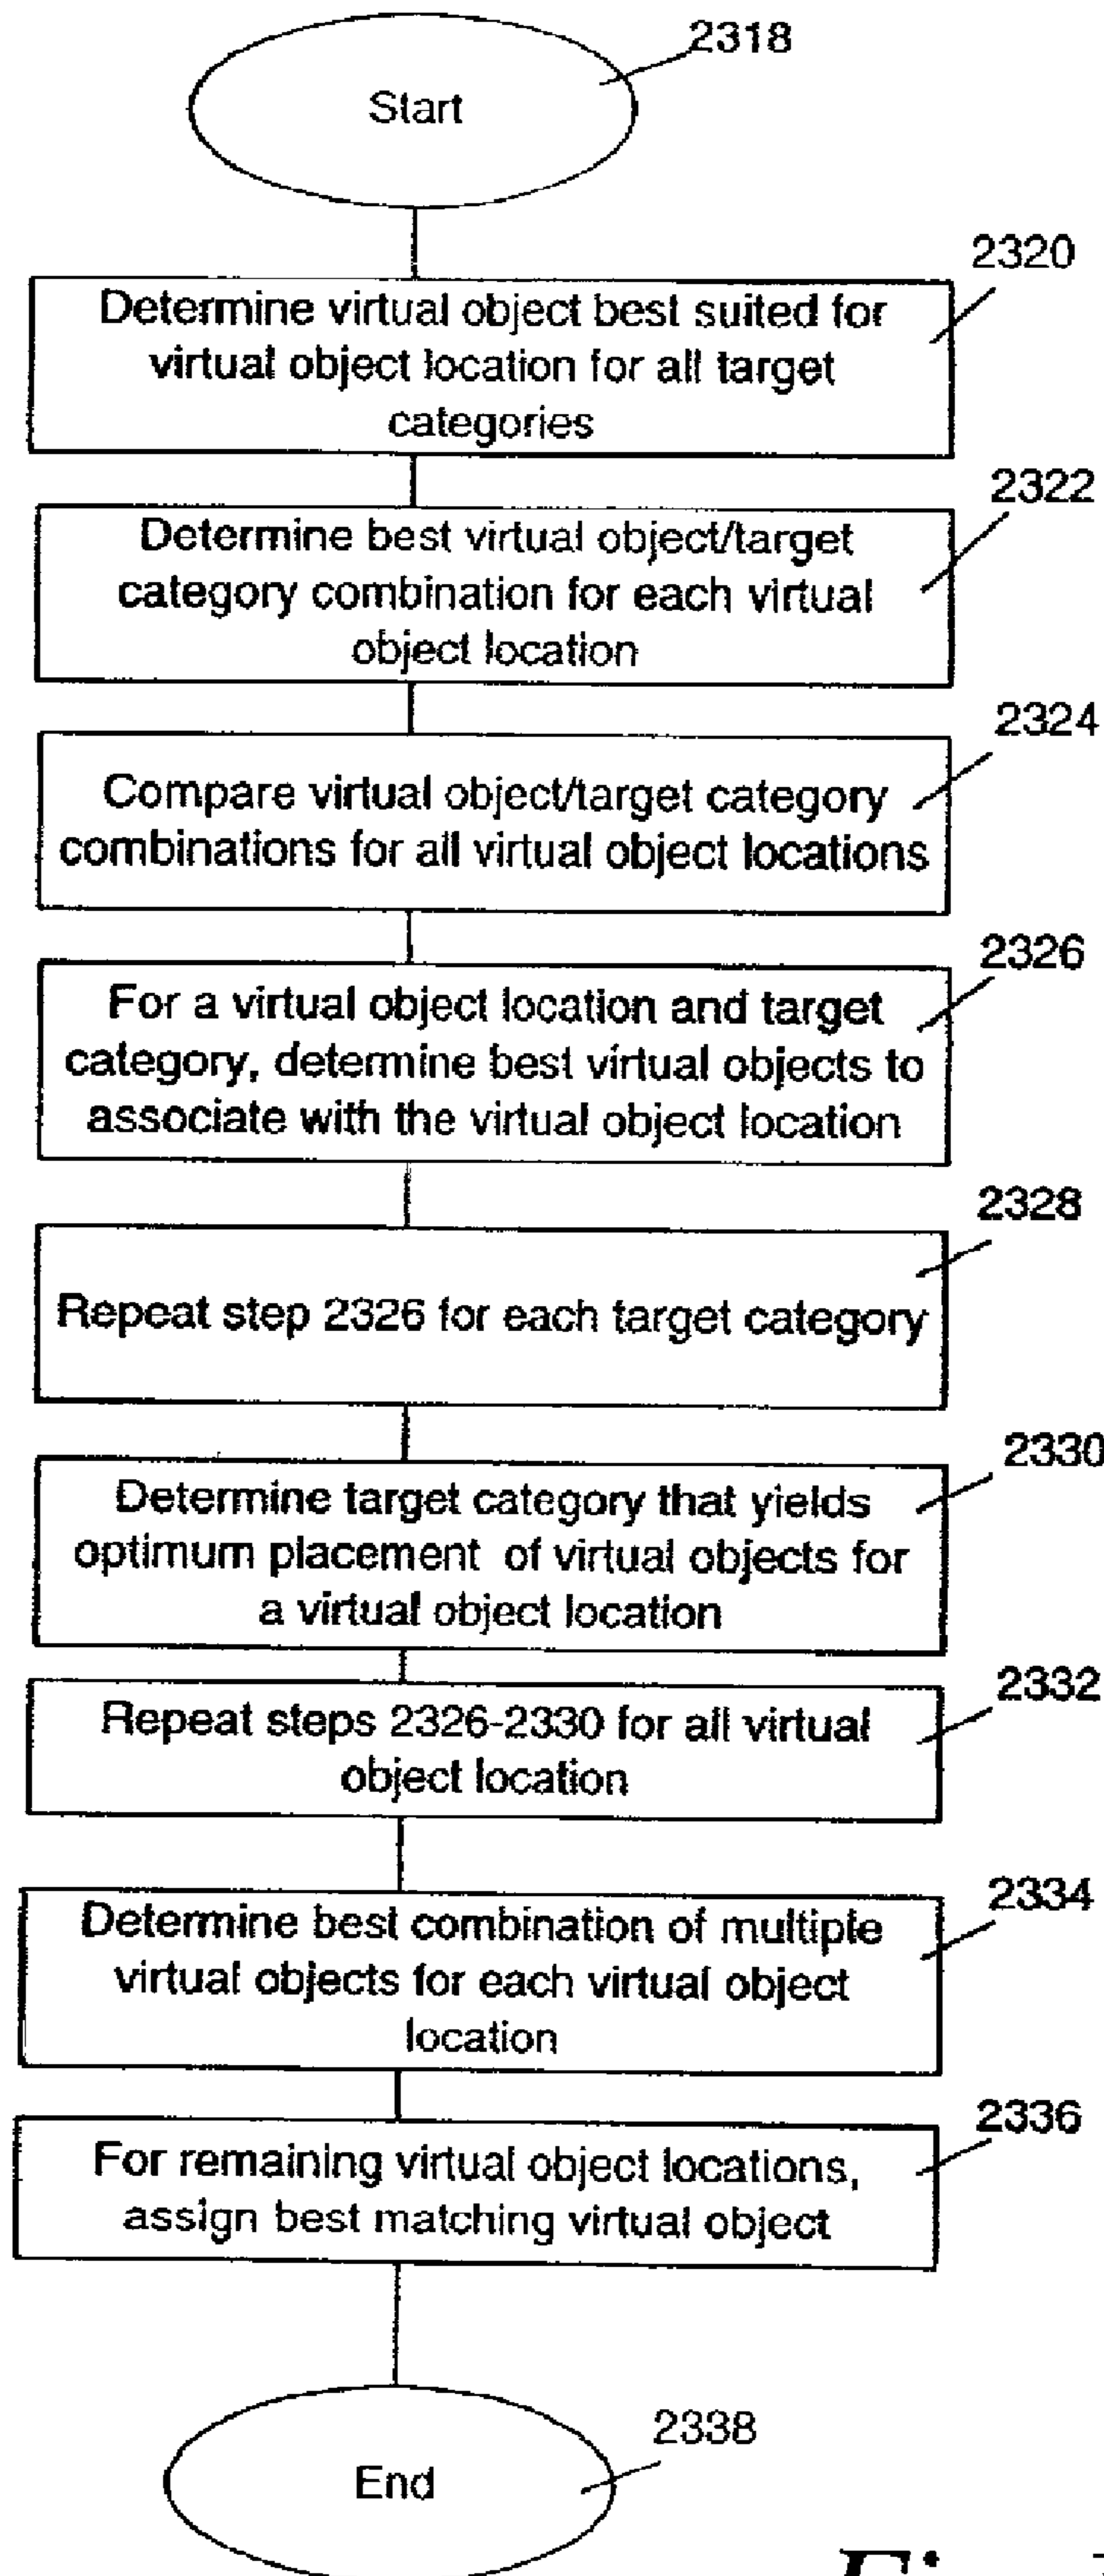 2318
Start
2320
Determine virtual object best suited for
virtual object location for all target
categories
2322
Determine best virtual object/target
category combination for each virtual
object location
2324
Compare virtual object/target category
combinations for all virtual object locations
2326
For a virtual object location and target
category, determine best virtual objects to
associate with the virtual object location
2328
Repeat step 2326 for each target category
2330
Determine target category that yields
optimum placement of virtual objects for
a virtual object location
2332
Repeat steps 2326-2330 for all virtual
object location
2334
Determine best combination of multiple
virtual objects for each virtual object
location
2336
For remaining virtual object locations,
assign best matching virtual object
2338
End